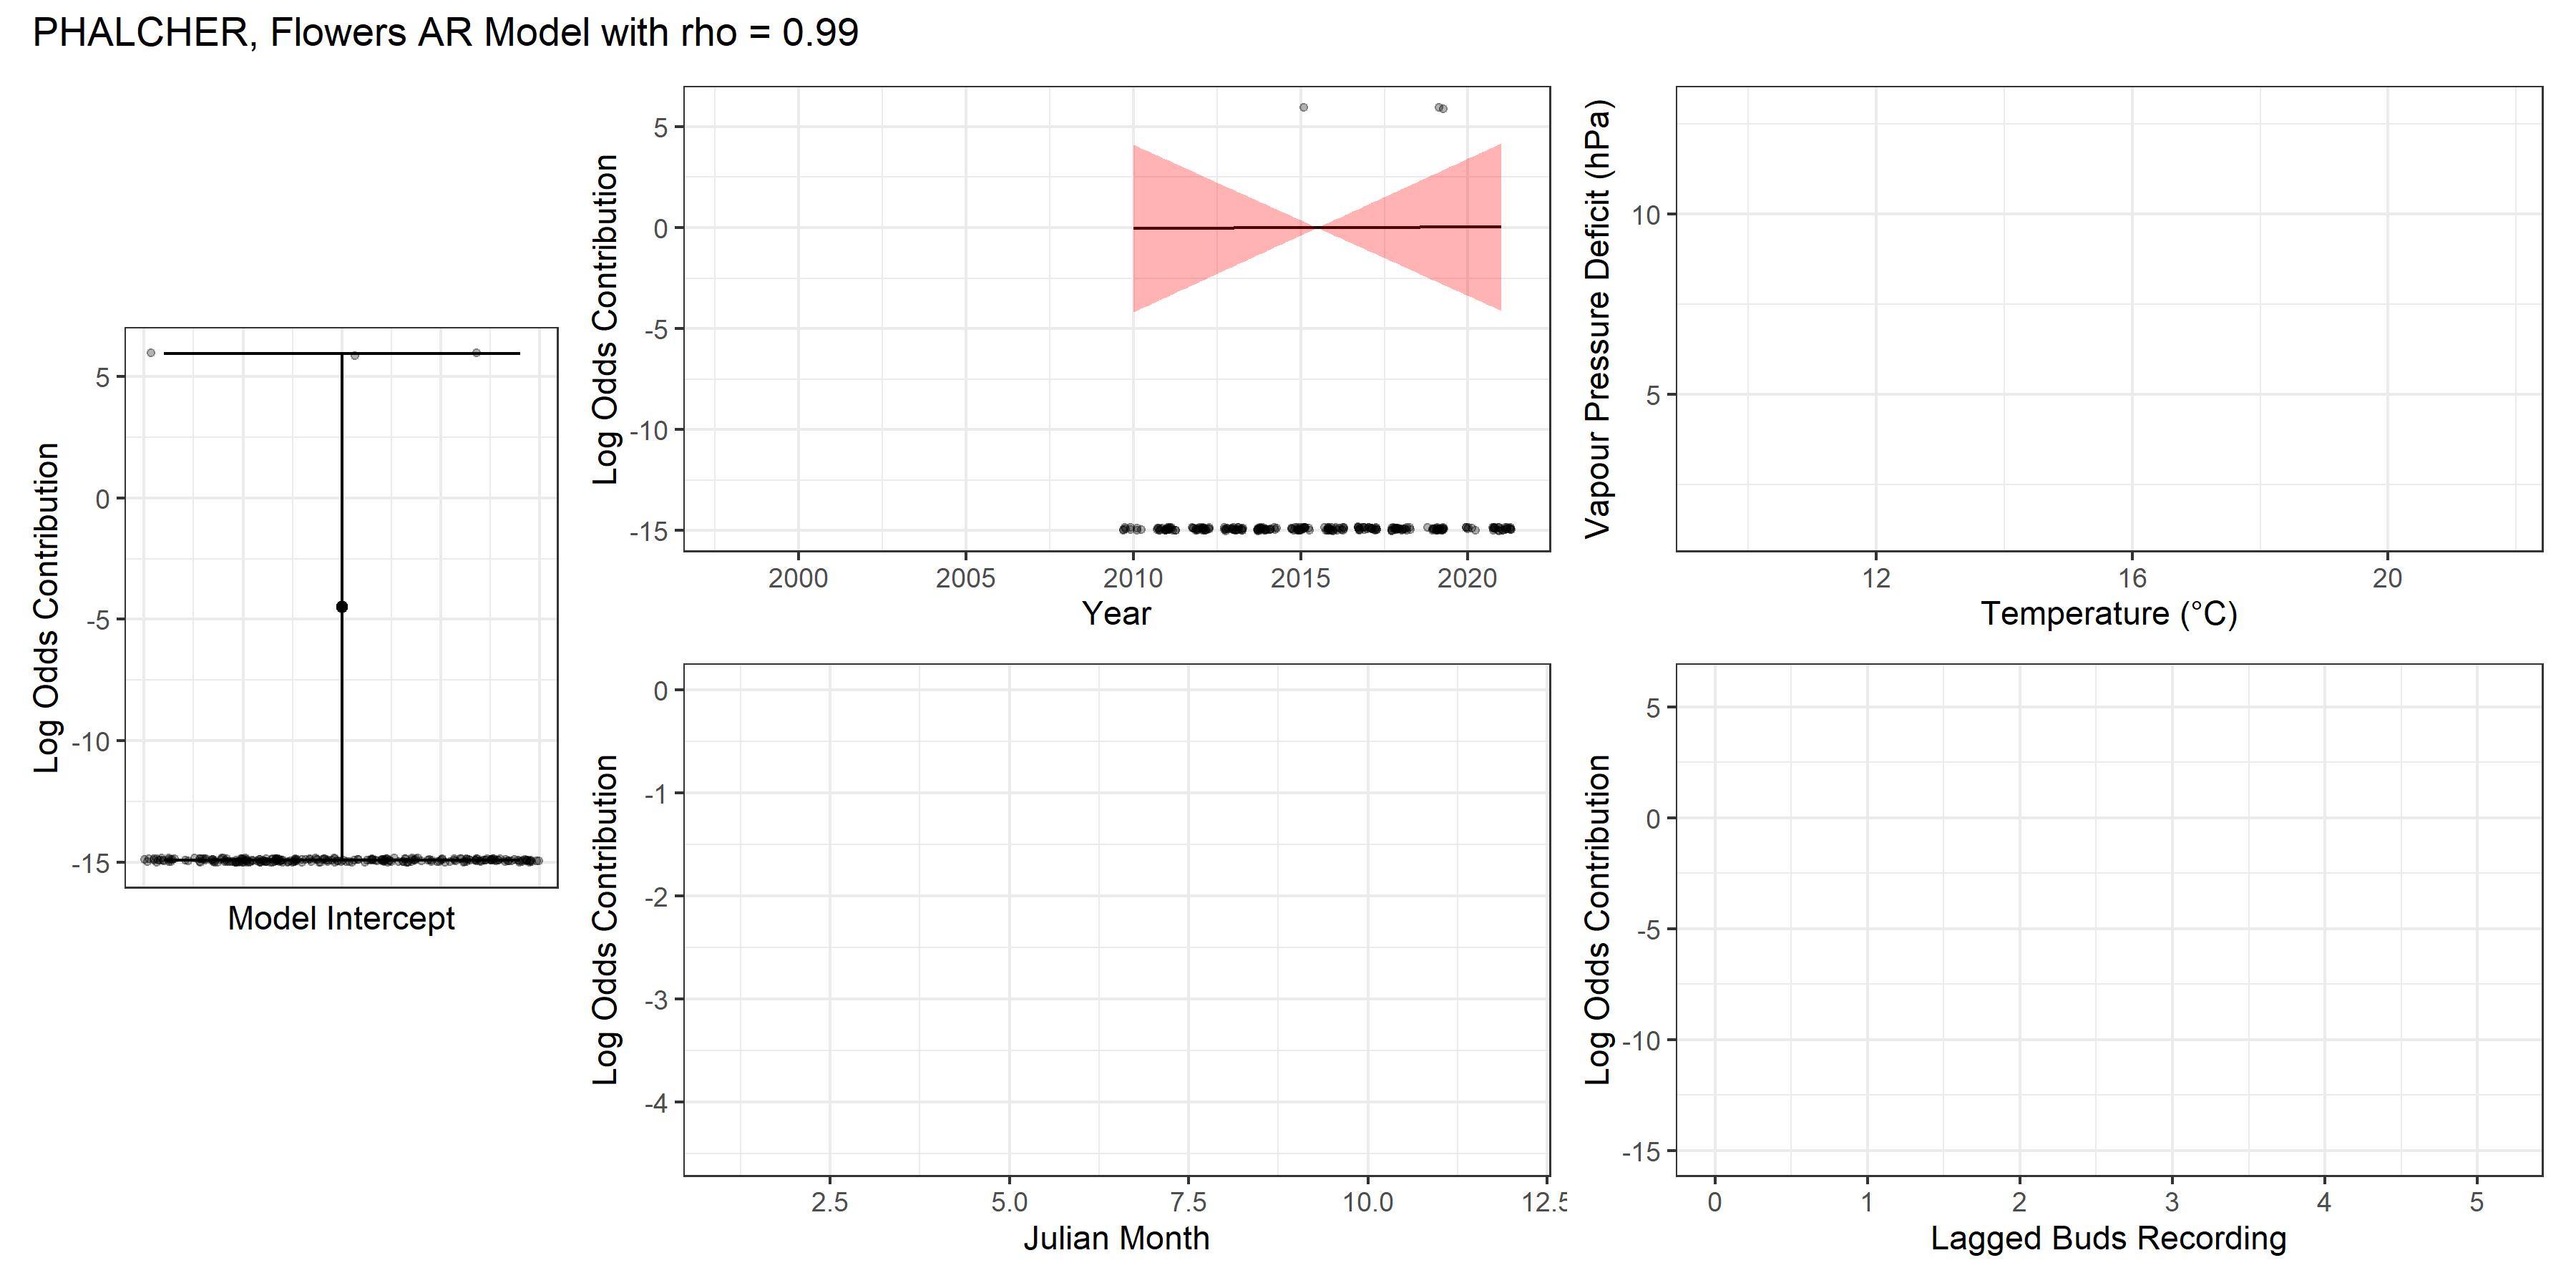 PHALCHER, Flowers AR Model with rho = 0.99
Log Odds Contribution
5
0
-5
-10
-15
Model Intercept
Log Odds Contribution
5
0
-5
-10
-15
2000 2005 2010 2015 2020
Year
Vapour Pressure Deficit (hPa)
10
5
12 16 20
Temperature (°C)
Log Odds Contribution
0
-1
-2
-3
-4
2.5 5.0 7.5 10.0 12.5
Julian Month
Log Odds Contribution
5
0
-5
-10
-15
0 1 2 3 4 5
Lagged Buds Recording